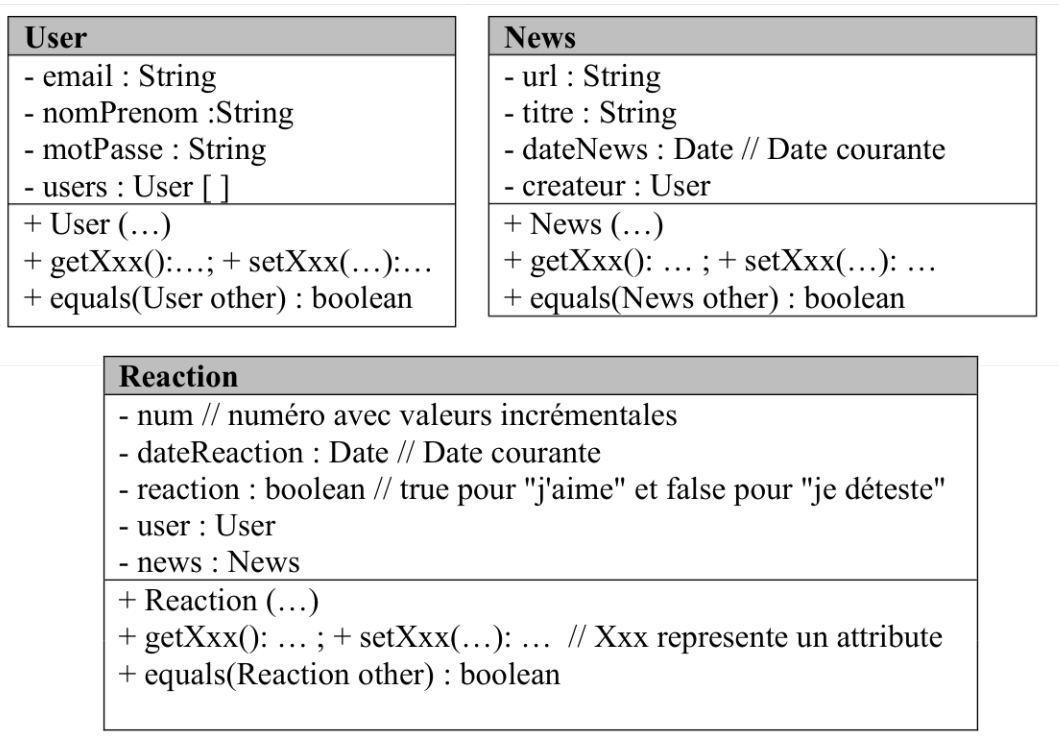 User
- email : String
- nomPrenom :String
- motPasse : String
- users : User [ ]
+ User (…)
+ getXxx():…; + setXxx(…):…
+ equals(User other) : boolean
News
- url : String
- titre : String
- dateNews : Date // Date courante
- createur : User
+ News (…)
+ getXxx(): … ; + setXxx(…): …
+ equals(News other) : boolean
Reaction
- num // numéro avec valeurs incrémentales
- dateReaction : Date // Date courante
- reaction : boolean // true pour "j'aime" et false pour "je déteste"
- user : User
- news : News
+ Reaction (…)
+ getXxx(): … ; + setXxx(…): … // Xxx represente un attribute
+ equals(Reaction other) : boolean